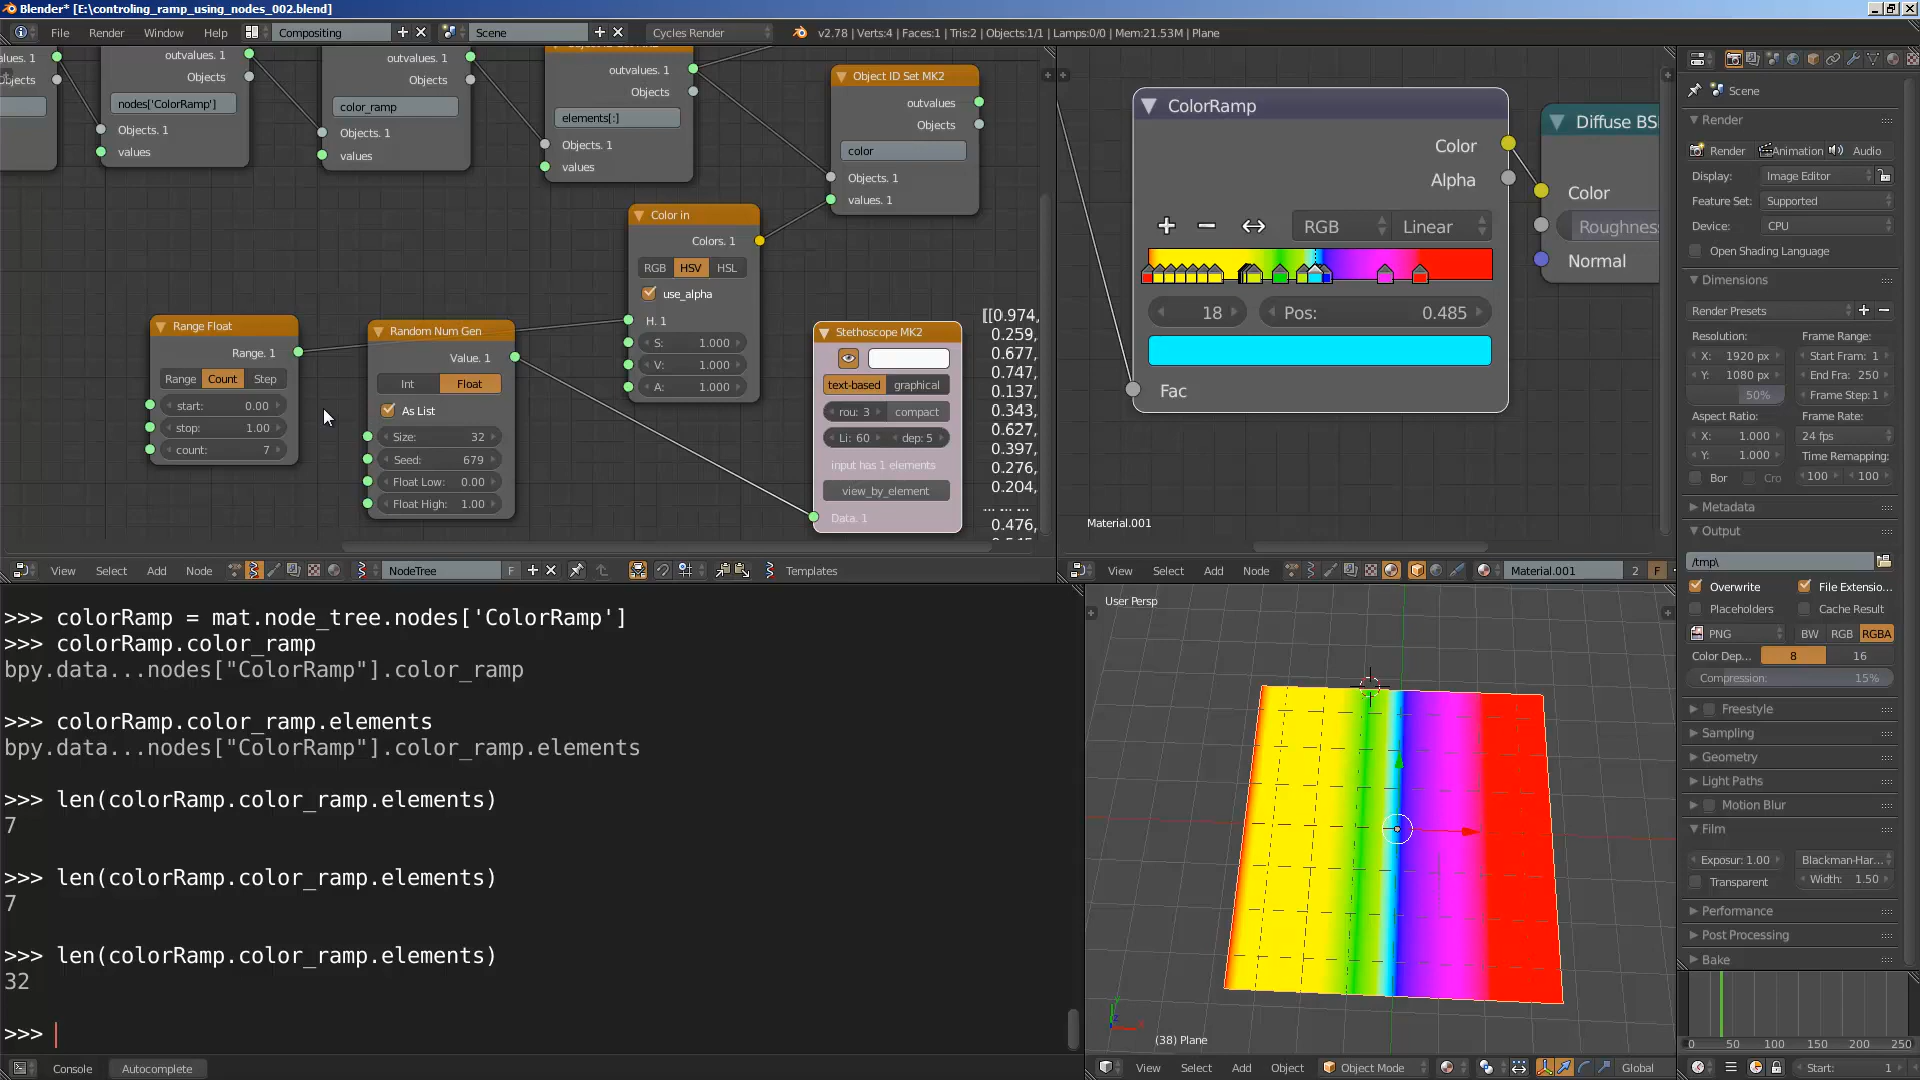 Blender* [E:\controling_ramp_using_nodes_002.blend]
File Render Window Help Compositing Scene Cycles Render v2.78 | Verts:4 | Faces:1 | Tris:2 | Objects:1/1 | Lamps:0/0 | Mem:21.53M | Plane
outvalues. 1
Objects
nodes['ColorRamp']
Objects. 1
values
outvalues. 1
Objects
color_ramp
Objects. 1
values
outvalues. 1
Objects
elements[:]
Objects. 1
values
Object ID Set MK2
outvalues
Objects
color
Objects. 1
values. 1
Color in
Colors. 1
RGB HSV HSL
use_alpha
H. 1
S: 1.000
V: 1.000
A: 1.000
Range Float
Range. 1
Range Count Step
start: 0.00
stop: 1.00
count: 7
Random Num Gen
Value. 1
Int Float
As List
Size: 32
Seed: 679
Float Low: 0.00
Float High: 1.00
Stethoscope MK2
text-based graphical
rou: 3 compact
Li: 60 dep: 5
input has 1 elements
view_by_element
Data. 1
[[0.974,
0.259,
0.677,
0.747,
0.137,
0.343,
0.627,
0.397,
0.276,
0.204,
... ... ...
0.476,
View Select Add Node NodeTree F Templates
ColorRamp
Color
Alpha
RGB Linear
18 Pos: 0.485
Fac
Diffuse BS
Color
Roughness
Normal
Material.001
View Select Add Node Material.001 2 F
>>> colorRamp = mat.node_tree.nodes['ColorRamp']
>>> colorRamp.color_ramp
bpy.data...nodes["ColorRamp"].color_ramp
>>> colorRamp.color_ramp.elements
bpy.data...nodes["ColorRamp"].color_ramp.elements
>>> len(colorRamp.color_ramp.elements)
7
>>> len(colorRamp.color_ramp.elements)
7
>>> len(colorRamp.color_ramp.elements)
32
>>>
Console Autocomplete
User Persp
(38) Plane
View Select Add Object Object Mode Global
Scene
Render
Render Animation Audio
Display: Image Editor
Feature Set: Supported
Device: CPU
Open Shading Language
Dimensions
Render Presets
Resolution: Frame Range:
X: 1920 px Start Fram: 1
Y: 1080 px End Fra: 250
50% Frame Step:1
Aspect Ratio: Frame Rate:
X: 1.000 24 fps
Y: 1.000 Time Remapping:
Bor Cro 100 100
Metadata
Output
/tmp\
Overwrite File Extensio...
Placeholders Cache Result
PNG BW RGB RGBA
Color Dep... 8 16
Compression: 15%
Freestyle
Sampling
Geometry
Light Paths
Motion Blur
Film
Exposur: 1.00 Blackman-Har...
Transparent Width: 1.50
Performance
Post Processing
Bake
0 50 100 150 200 250
Start: 1